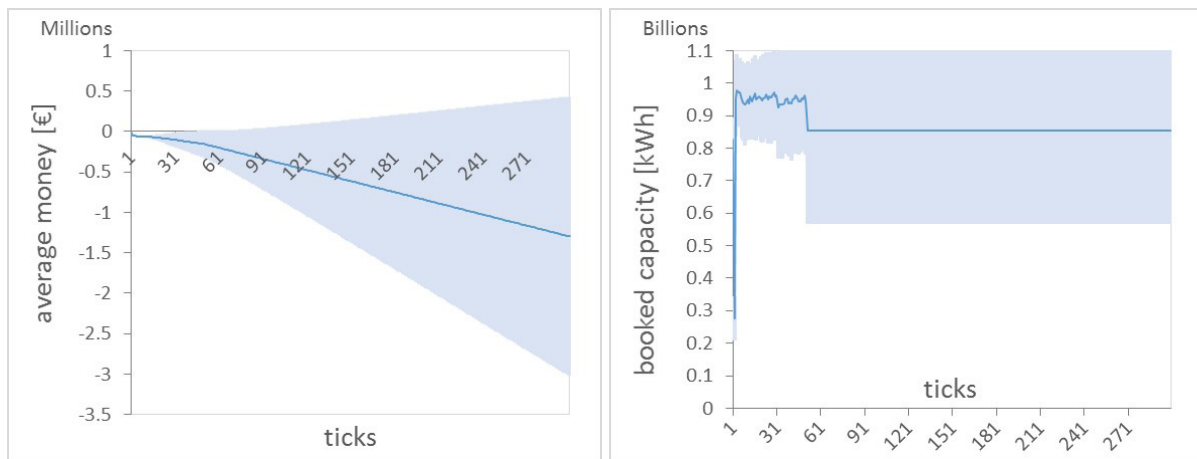 Millions
1
0.5
0
-0.5
-1
-1.5
-2
-2.5
-3
-3.5
average money [€]
1 31 61 91 121 151 181 211 241 271
ticks
Billions
1.1
1
0.9
0.8
0.7
0.6
0.5
0.4
0.3
0.2
0.1
0
booked capacity [kWh]
ticks
1 31 61 91 121 151 181 211 241 271